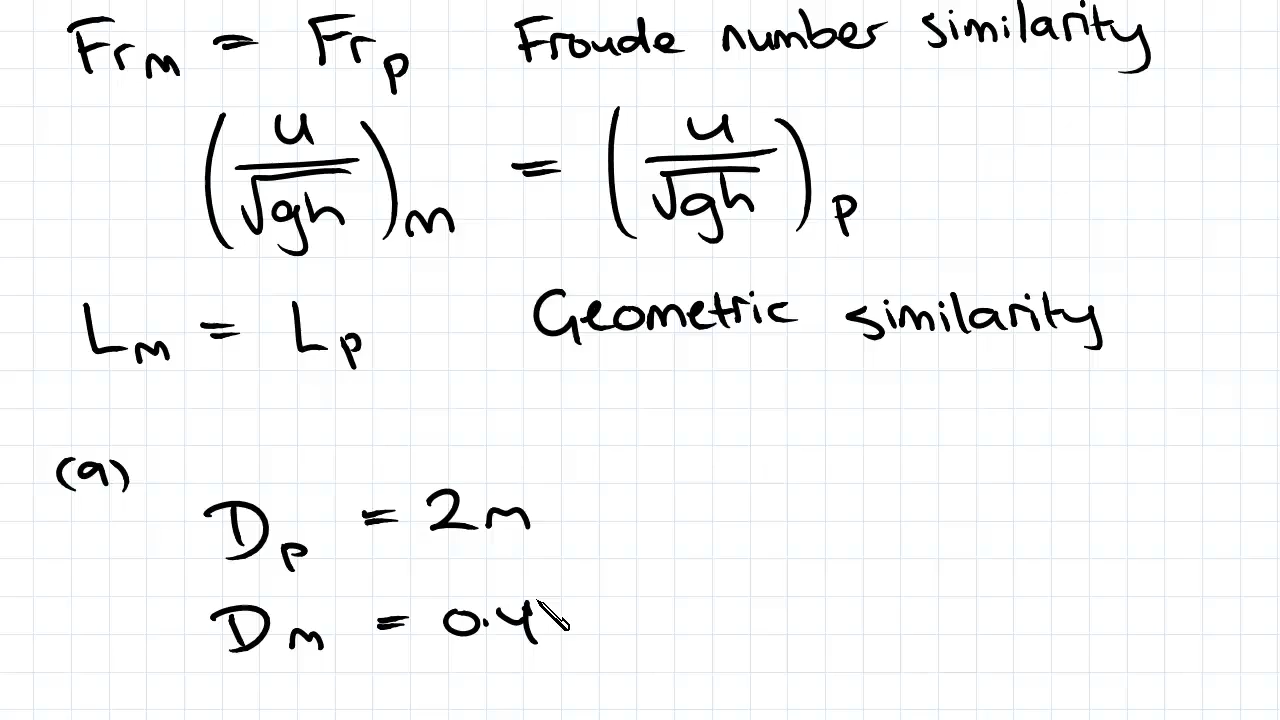 Fr_m = Fr_p Froude number similarity
(u/√gh)_m = (u/√gh)_p
L_m = L_p Geometric similarity
(a)
D_p = 2m
D_m = 0.4